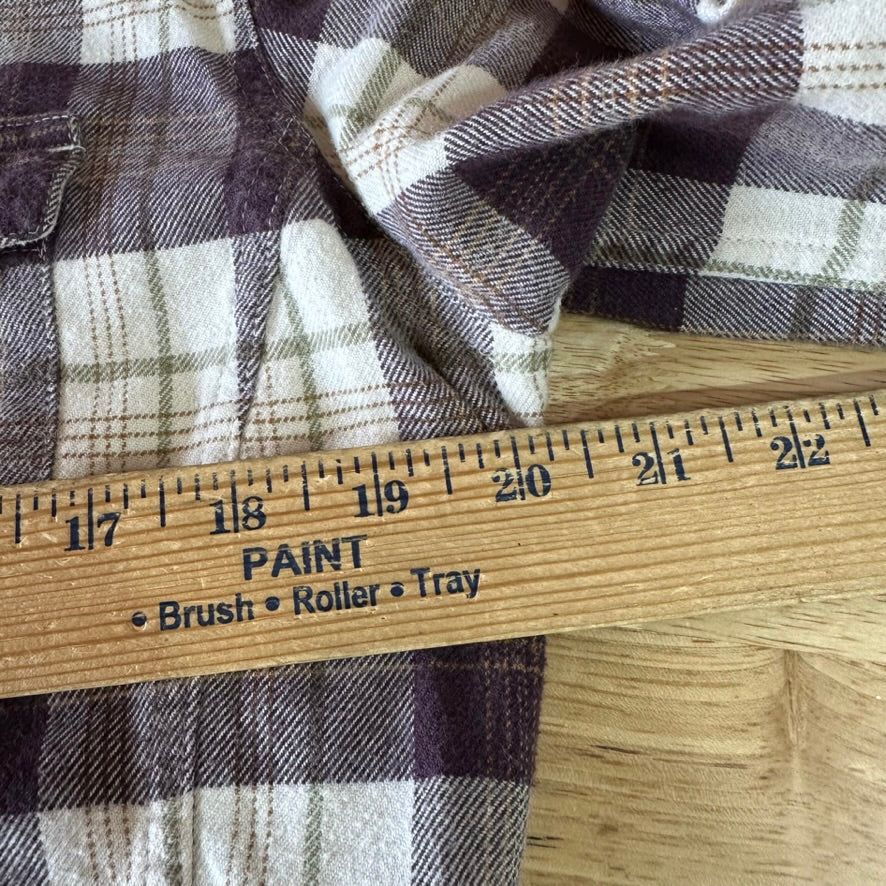 17 18 19 20 21 22
PAINT
• Brush • Roller • Tray